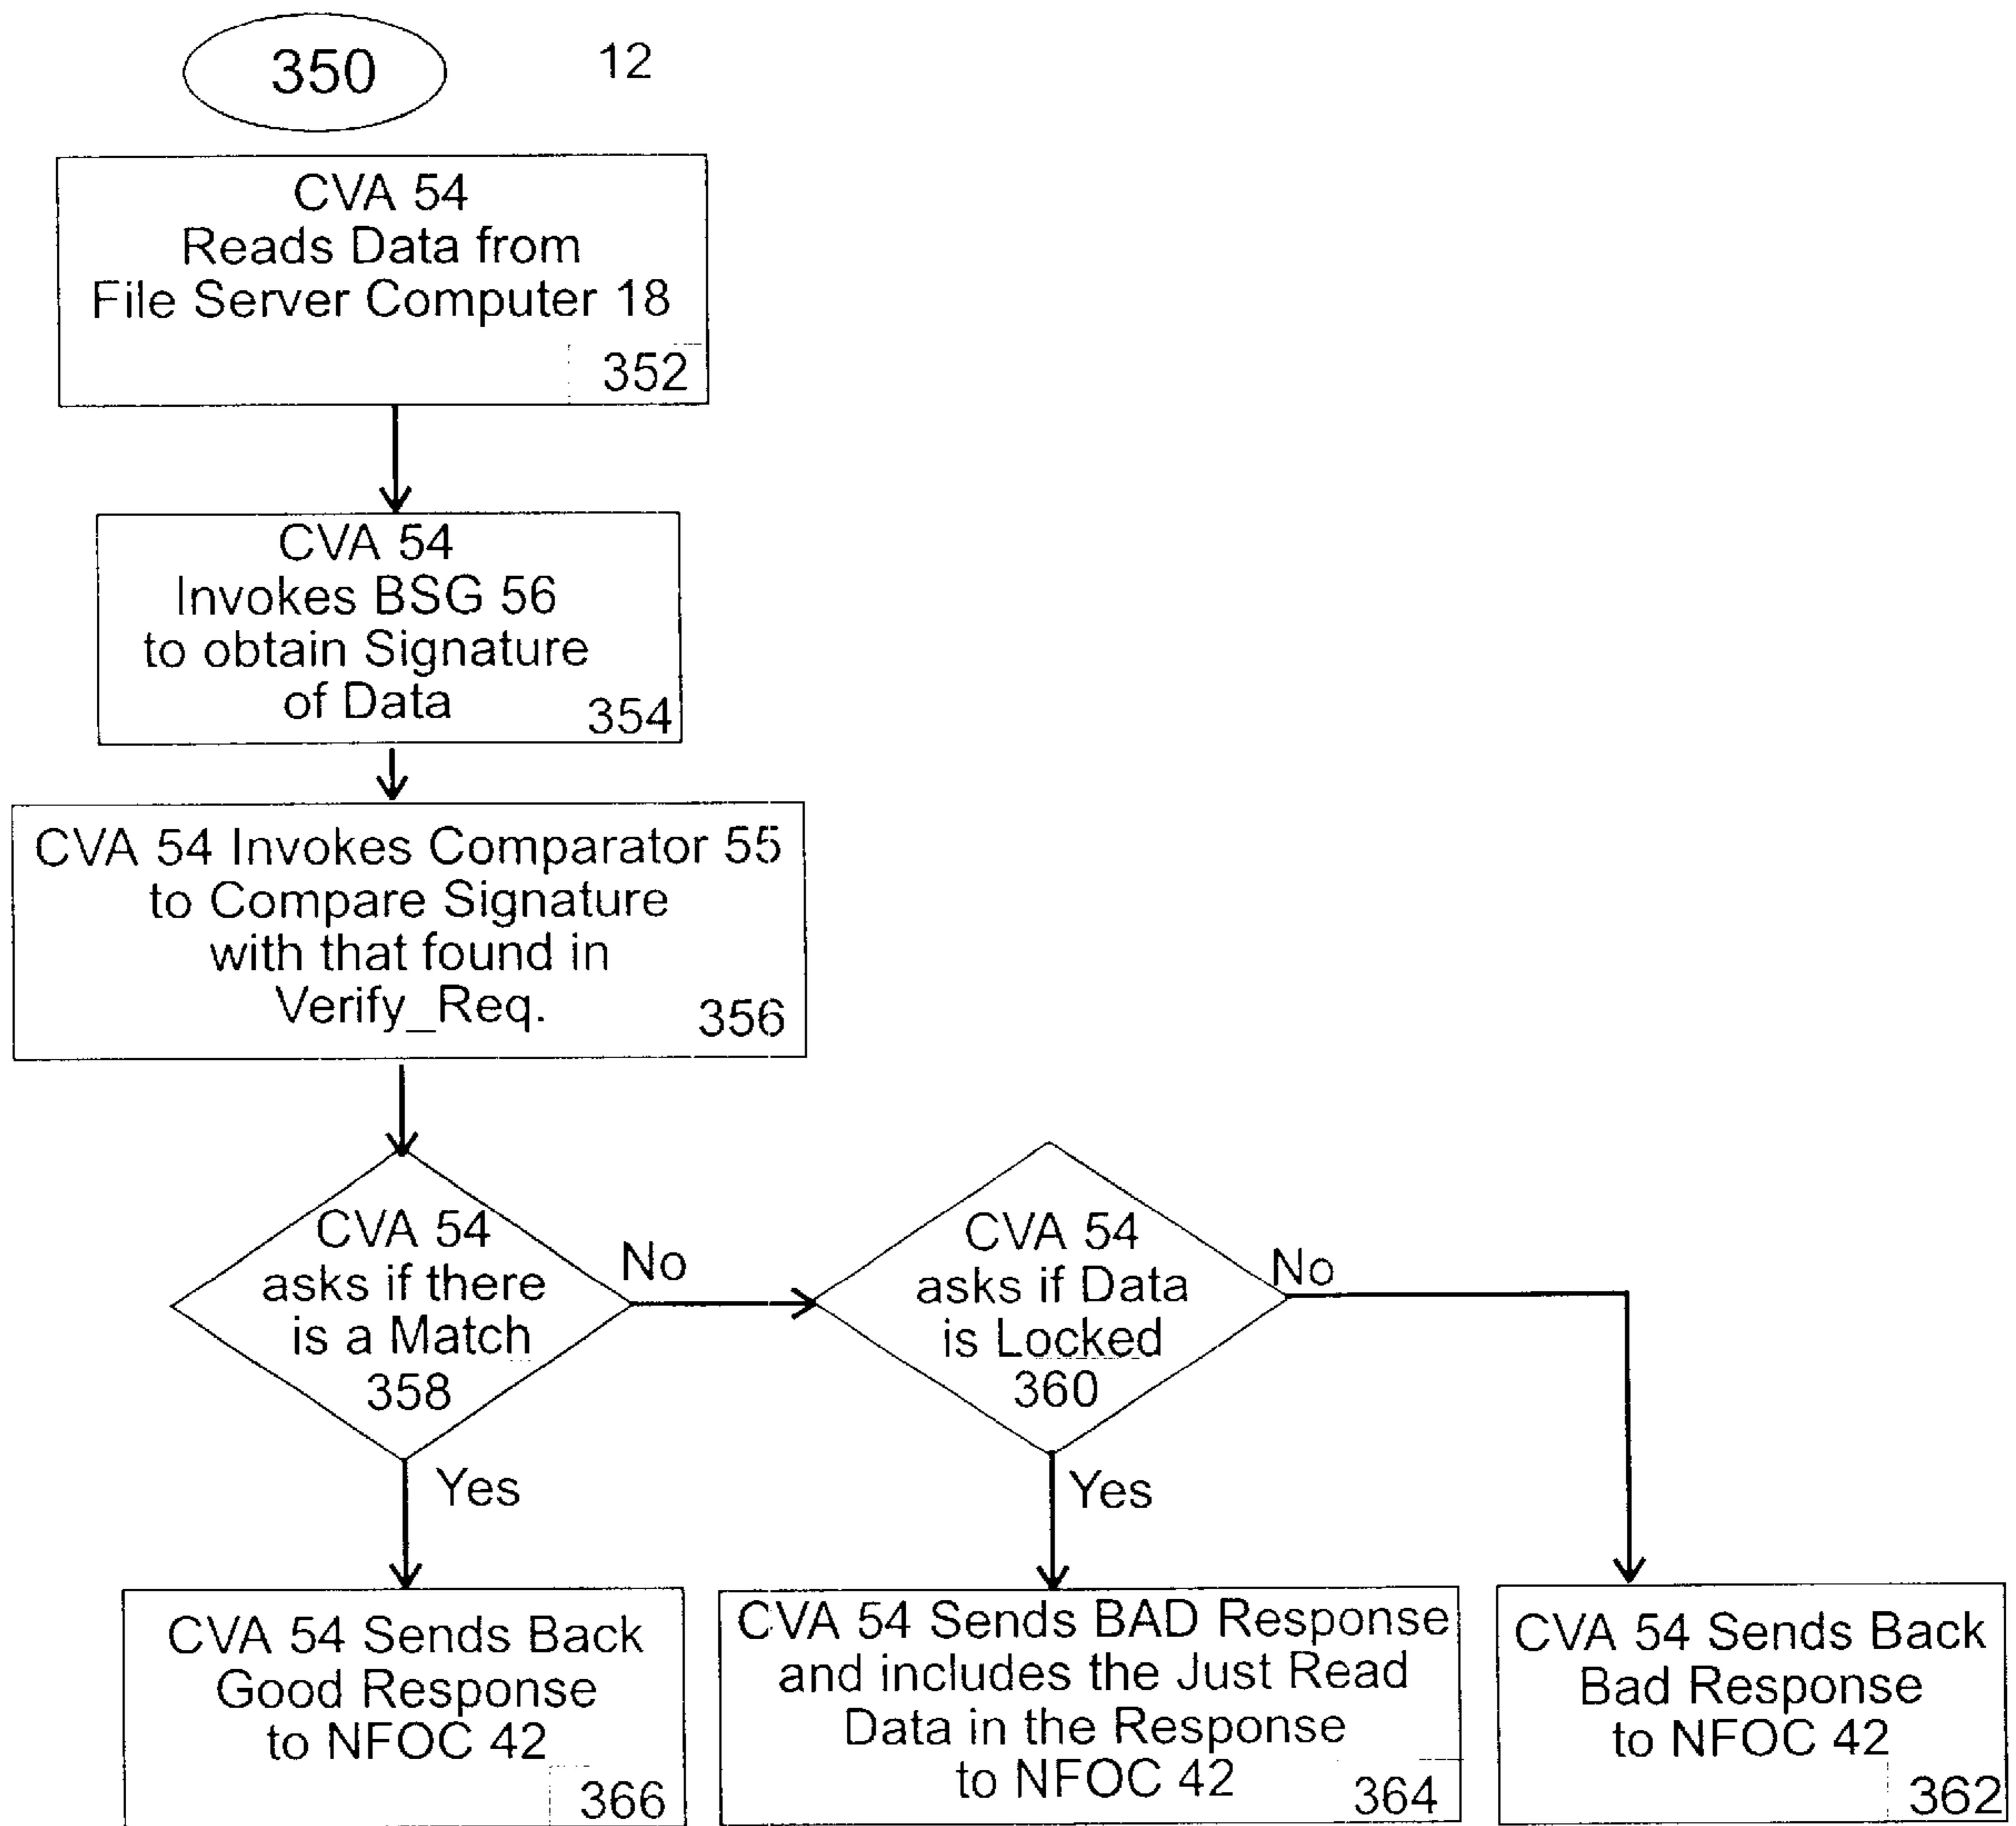 350
12
CVA 54
Reads Data from
File Server Computer 18
352
CVA 54
Invokes BSG 56
to obtain Signature
of Data
354
CVA 54 Invokes Comparator 55
to Compare Signature
with that found in
Verify_Req.
356
CVA 54
asks if there
is a Match
358
No
Yes
CVA 54
asks if Data
is Locked
360
No
Yes
CVA 54 Sends Back
Good Response
to NFOC 42
366
CVA 54 Sends BAD Response
and includes the Just Read
Data in the Response
to NFOC 42
364
CVA 54 Sends Back
Bad Response
to NFOC 42
362